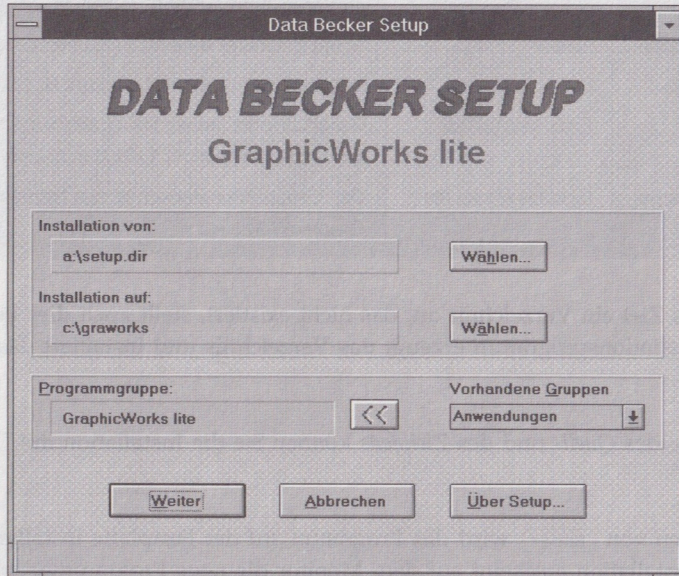 Data Becker Setup
DATA BECKER SETUP
GraphicWorks lite
Installation von:
a:\setup.dir
Wählen...
Installation auf:
c:\graworks
Wählen...
Programmgruppe:
GraphicWorks lite
<<
Vorhandene Gruppen
Anwendungen
Weiter
Abbrechen
Über Setup...